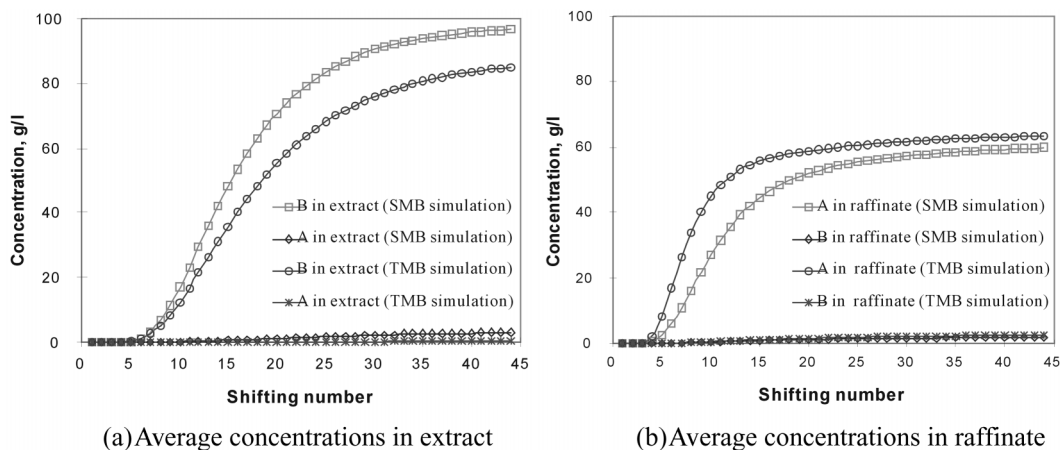 100
80
60
40
20
0
Concentration, g/l
B in extract (SMB simulation)
A in extract (SMB simulation)
B in extract (TMB simulation)
A in extract (TMB simulation)
0 5 10 15 20 25 30 35 40 45
Shifting number
(a)Average concentrations in extract
100
80
60
40
20
0
Concentration, g/l
A in raffinate (SMB simulation)
B in raffinate (SMB simulation)
A in raffinate (TMB simulation)
B in raffinate (TMB simulation)
0 5 10 15 20 25 30 35 40 45
Shifting number
(b)Average concentrations in raffinate